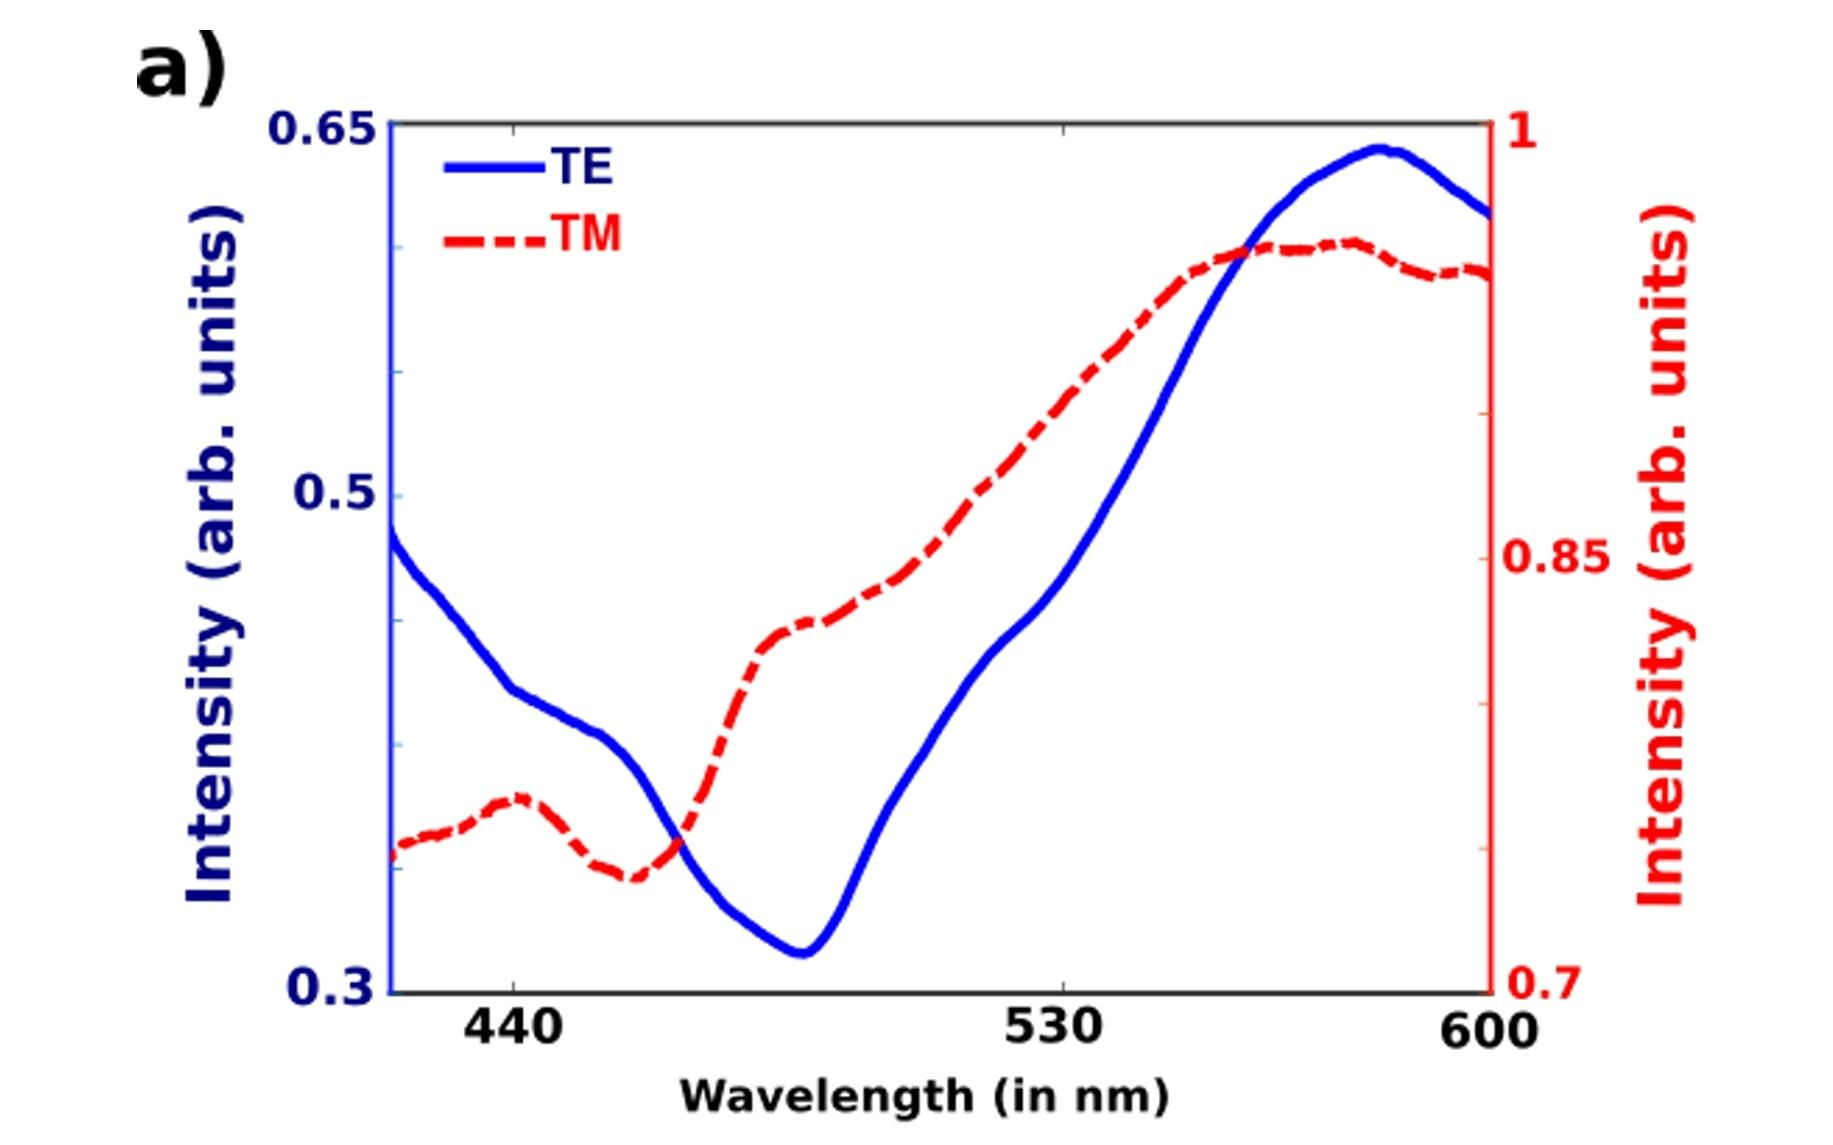 a)
0.65
0.5
0.3
Intensity (arb. units)
TE
TM
1
0.85
0.7
Intensity (arb. units)
440
530
600
Wavelength (in nm)